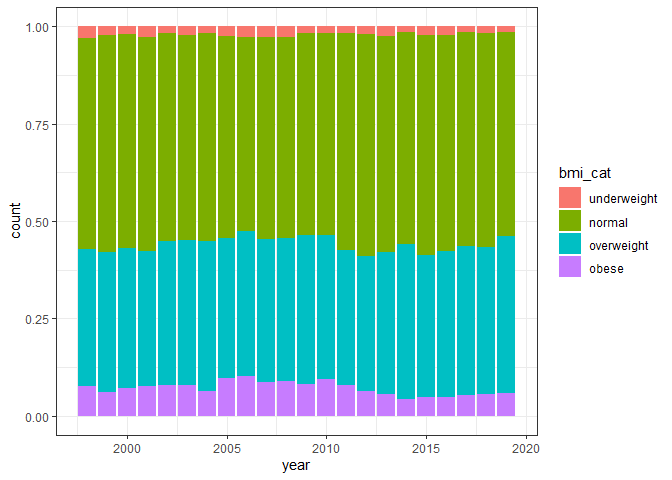 1.00
0.75
0.50
0.25
0.00
count
2000
2005
2010
2015
2020
year
bmi_cat
underweight
normal
overweight
obese